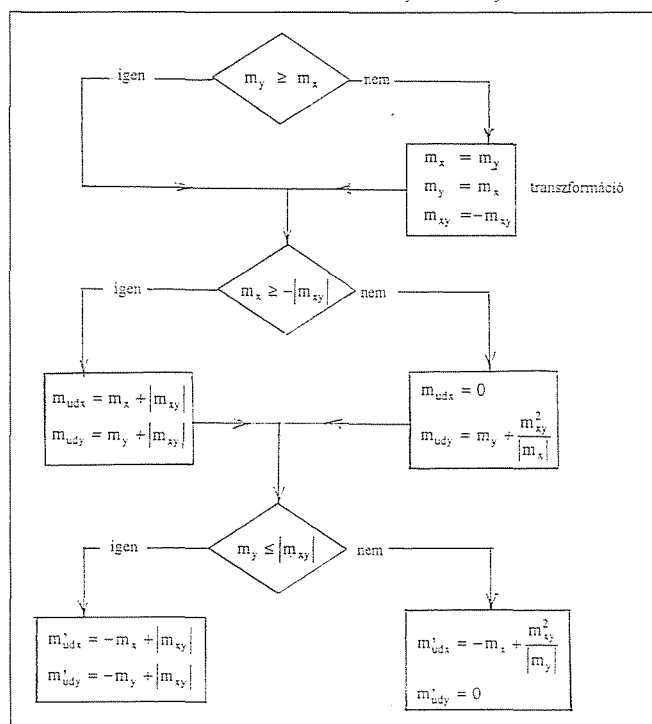 igen
m_y ≥ m_x
nem
m_x = m_y
m_y = m_x
m_xy = -m_xy
transzformáció
igen
m_x ≥ -|m_xy|
nem
m_udx = m_x + |m_xy|
m_udy = m_y + |m_xy|
m_udx = 0
m_udy = m_y + m_xy^2 / |m_x|
igen
m_y ≤ |m_xy|
nem
m'_udx = -m_x + |m_xy|
m'_udy = -m_y + |m_xy|
m'_udx = -m_x + m_xy^2 / |m_y|
m'_udy = 0